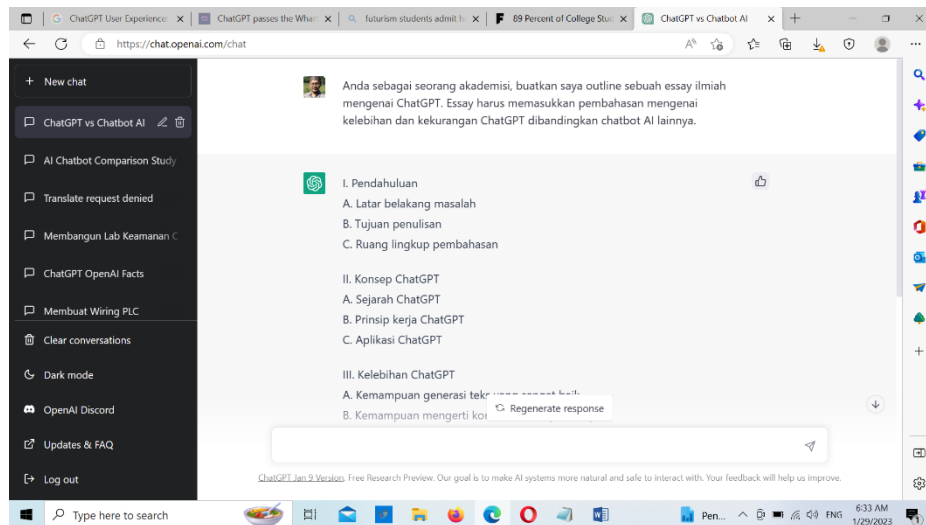 ChatGPT User Experience:
ChatGPT passes the Whar
futurism students admit h
89 Percent of College Stud
ChatGPT vs Chatbot AI
https://chat.openai.com/chat
+ New chat
ChatGPT vs Chatbot AI
AI Chatbot Comparison Study
Translate request denied
Membangun Lab Keamanan C
ChatGPT OpenAI Facts
Membuat Wiring PLC
Clear conversations
Dark mode
OpenAI Discord
Updates & FAQ
Log out
Anda sebagai seorang akademisi, buatkan saya outline sebuah essay ilmiah
mengenai ChatGPT. Essay harus memasukkan pembahasan mengenai
kelebihan dan kekurangan ChatGPT dibandingkan chatbot AI lainnya.
I. Pendahuluan
A. Latar belakang masalah
B. Tujuan penulisan
C. Ruang lingkup pembahasan
II. Konsep ChatGPT
A. Sejarah ChatGPT
B. Prinsip kerja ChatGPT
C. Aplikasi ChatGPT
III. Kelebihan ChatGPT
A. Kemampuan generasi teks
B. Kemampuan mengerti
Regenerate response
ChatGPT Jan 9 Version. Free Research Preview. Our goal is to make AI systems more natural and safe to interact with. Your feedback will help us improve.
Type here to search
Pen...
ENG
6:33 AM
1/29/2023